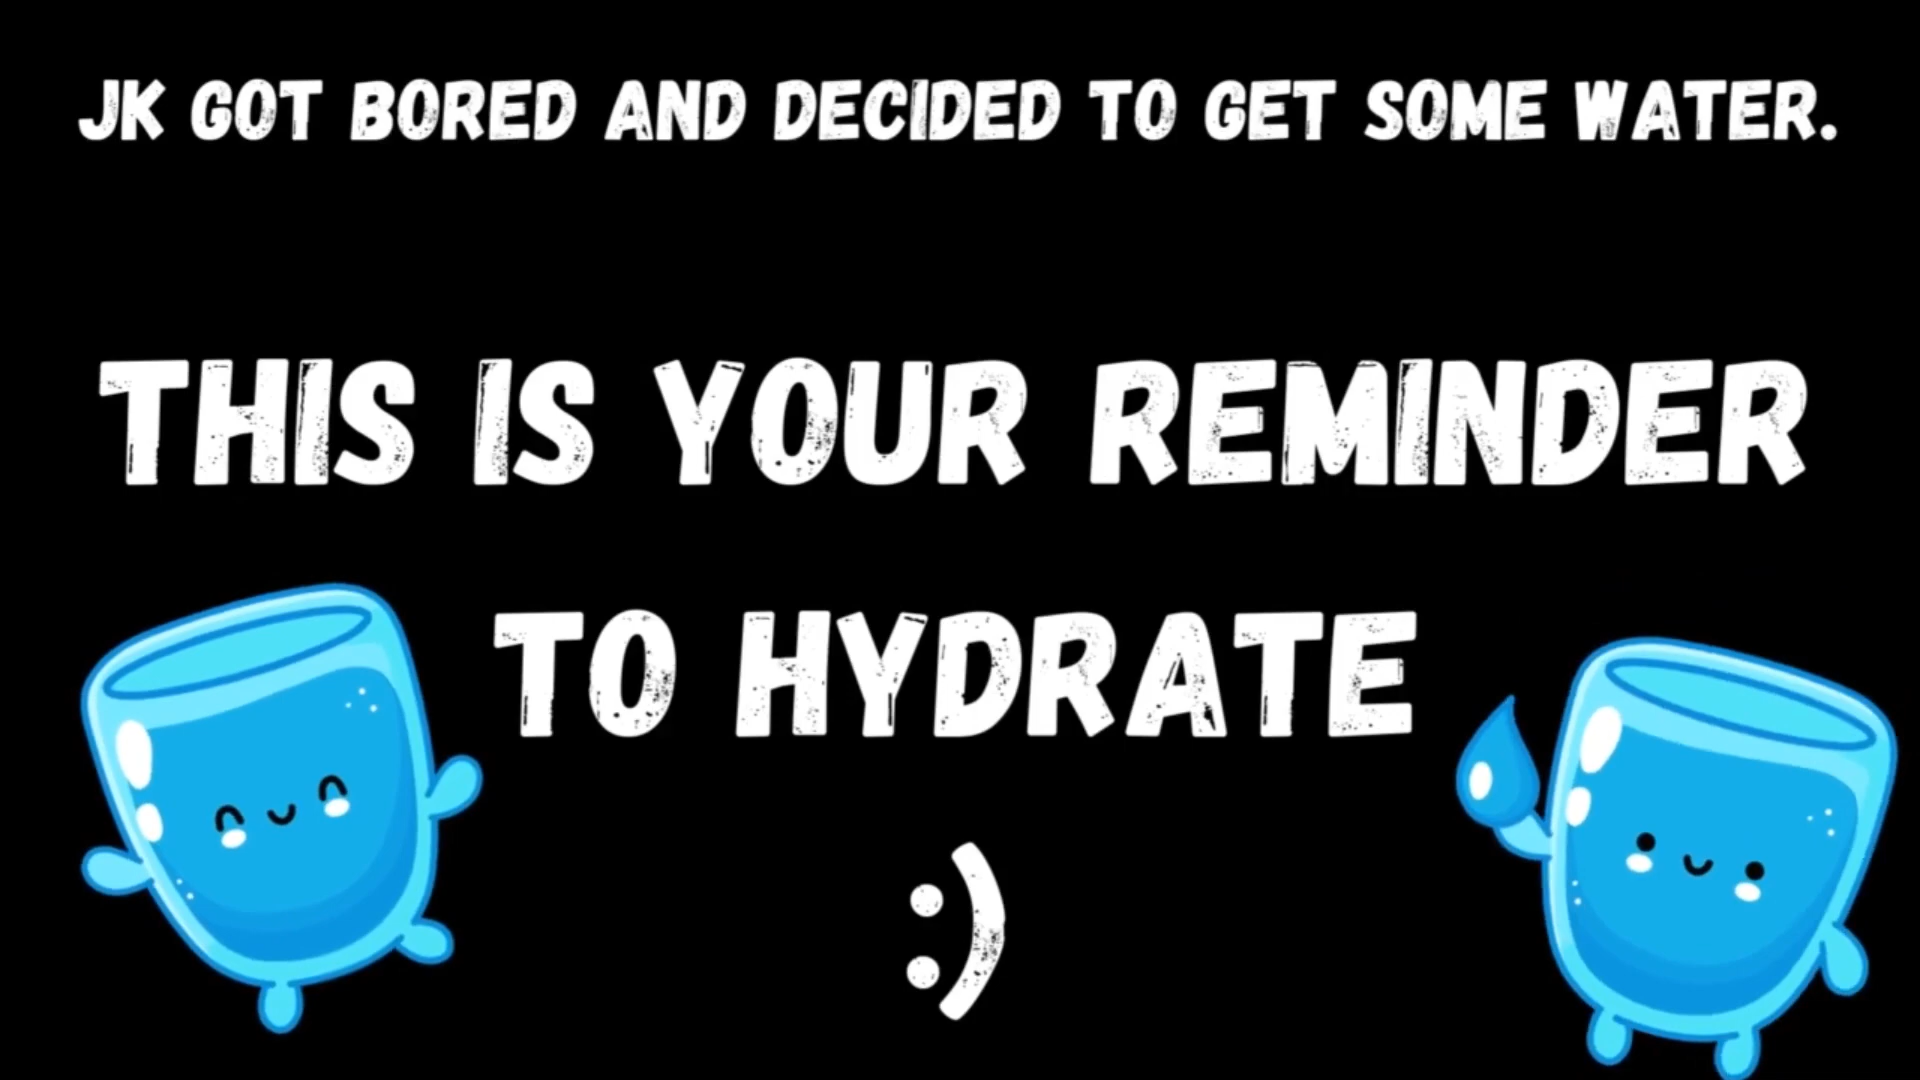 JK GOT BORED AND DECIDED TO GET SOME WATER.
THIS IS YOUR REMINDER
TO HYDRATE
:)